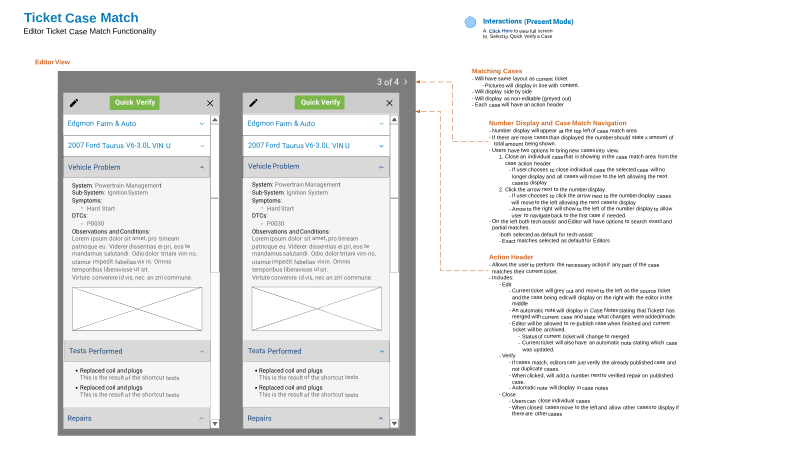 Ticket Case Match
Editor Ticket Case Match Functionality
Interactions (Present Mode)
A. Click Here to view full screen
M. Select to Quick Verify a Case
Editor View
3 of 4 >
Quick Verify
Edgmon Farm & Auto
2007 Ford Taurus V6-3.0L VIN U
Vehicle Problem
System: Powertrain Management
Sub-System: Ignition System
Symptoms:
◦ Hard Start
DTCs:
◦ P0030
Observations and Conditions:
Lorem ipsum dolor sit amet, pro timeam
patrioque eu. Viderer dissentias ei pri, eos te
mandamus salutandi. Odio dolor tritani vim no,
utamur impedit fabellas vix in. Omnis
temporibus liberavisse ut sit.
Virtute convenire id vis, nec an zril commune.
Tests Performed
• Replaced coil and plugs
This is the result of the shortcut tests
• Replaced coil and plugs
This is the result of the shortcut tests
Repairs
Quick Verify
Edgmon Farm & Auto
2007 Ford Taurus V6-3.0L VIN U
Vehicle Problem
System: Powertrain Management
Sub-System: Ignition System
Symptoms:
◦ Hard Start
DTCs:
◦ P0030
Observations and Conditions:
Lorem ipsum dolor sit amet, pro timeam
patrioque eu. Viderer dissentias ei pri, eos te
mandamus salutandi. Odio dolor tritani vim no,
utamur impedit fabellas vix in. Omnis
temporibus liberavisse ut sit.
Virtute convenire id vis, nec an zril commune.
Tests Performed
• Replaced coil and plugs
This is the result of the shortcut tests
• Replaced coil and plugs
This is the result of the shortcut tests
Repairs
Matching Cases
- Will have same layout as current ticket
- Pictures will display in line with content.
- Will display side by side
- Will display as non-editable (greyed out)
- Each case will have an action header
Number Display and Case Match Navigation
- Number display will appear at the top left of case match area
- If there are more cases than displayed the number should state x amount of
total amount being shown.
- Users have two options to bring new cases into view.
1. Close an individual case that is showing in the case match area from the
case action header
- If user chooses to close individual case the selected case will no
longer display and all cases will move to the left allowing the next
case to display
2. Click the arrow next to the number display.
- If user chooses to click the arrow next to the number display cases
will move to the left allowing the next case to display
- Arrow to the right will show to the left of the number display to allow
user to navigate back to the first case if needed.
- On the left both tech assist and Editor will have options to search exact and
partial matches.
-both selected as default for tech-assist
- Exact matches selected as default for Editors
Action Header
- Allows the user to perform the necessary action if any part of the case
matches their current ticket.
- Includes:
- Edit
- Current ticket will grey out and move to the left as the source ticket
and the case being edit will display on the right with the editor in the
middle
- An automatic note will display in Case Notes stating that Ticket# has
merged with current case and state what changes were added/made.
- Editor will be allowed to re-publish case when finished and current
ticket will be archived.
- Status of current ticket will change to merged
- Current ticket will also have an automatic note stating which case
was updated.
- Verify
- If cases match, editors can just verify the already published case and
not duplicate cases.
- When clicked, will add a number next to verified repair on published
case.
- Automatic note will display in case notes
- Close
- Users can close individual cases
- When closed cases move to the left and allow other cases to display if
there are other cases